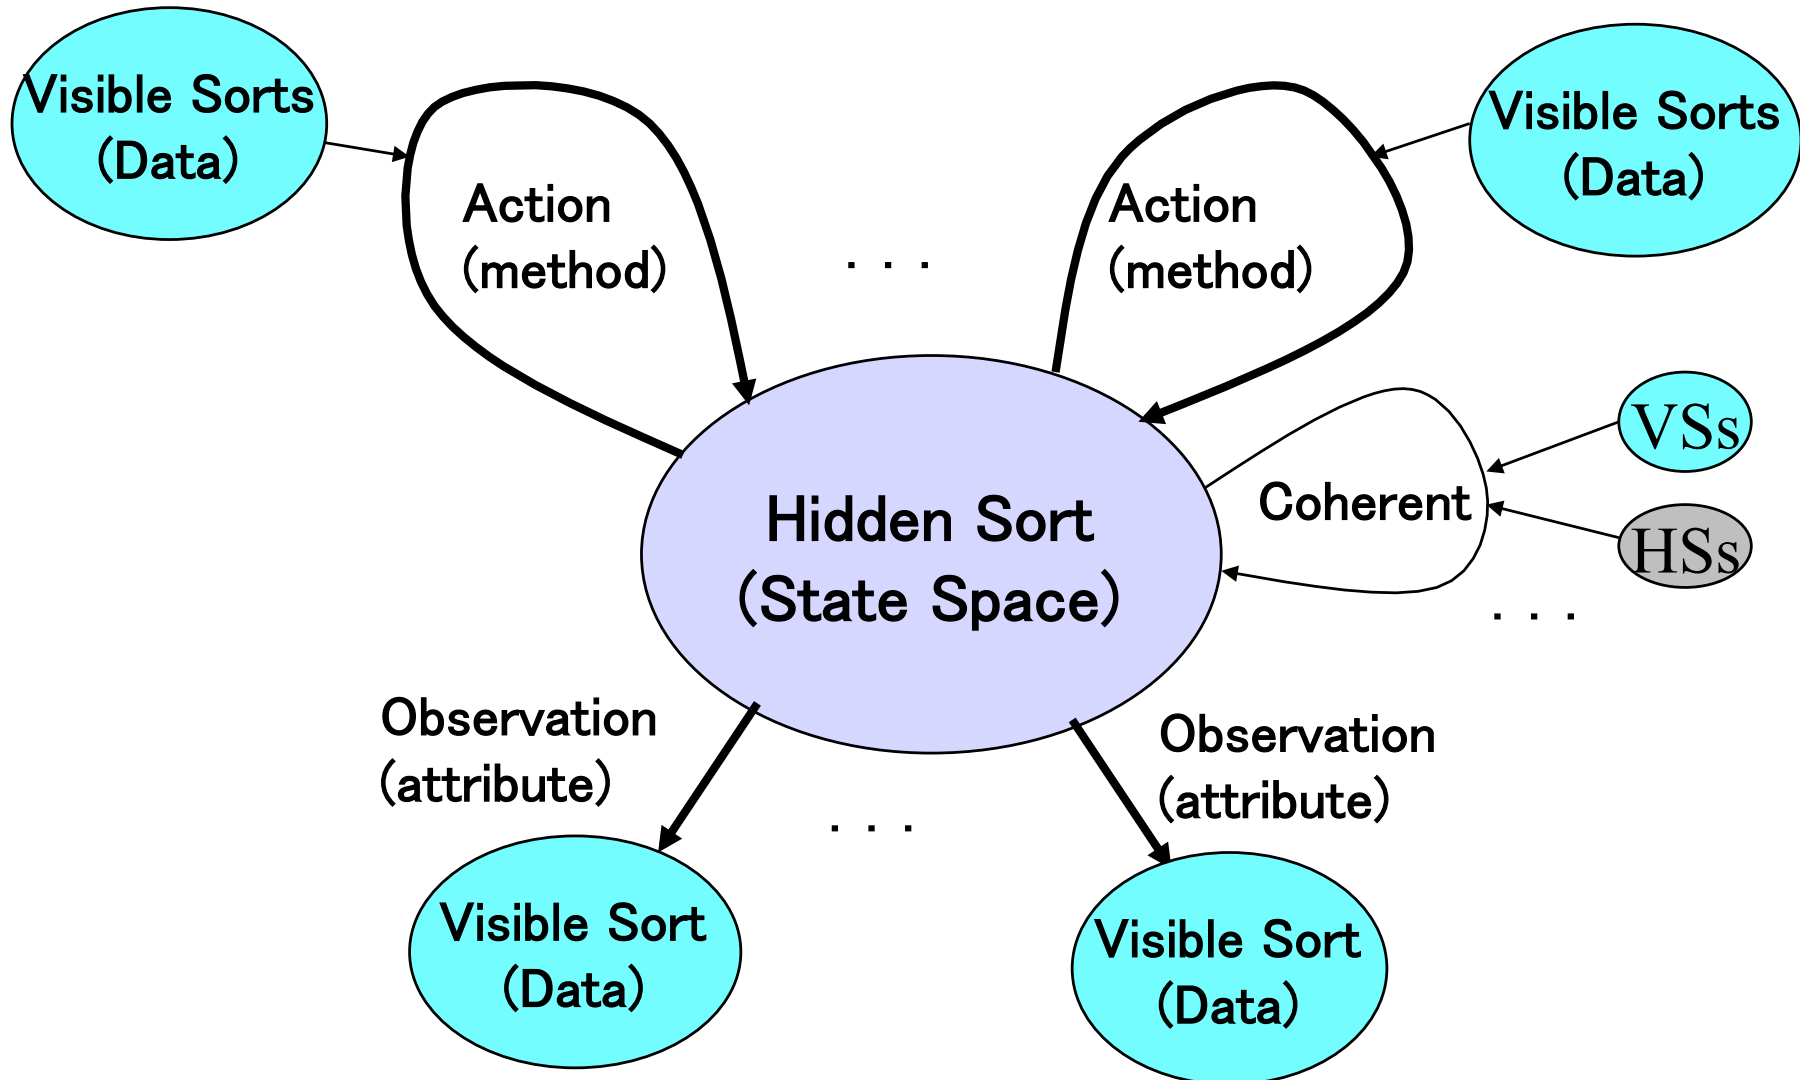 Visible Sorts
(Data)
Visible Sorts
(Data)
Action
(method)
. . .
Action
(method)
VSs
Coherent
HSs
Hidden Sort
(State Space)
. . .
Observation
(attribute)
Observation
(attribute)
. . .
Visible Sort
(Data)
Visible Sort
(Data)